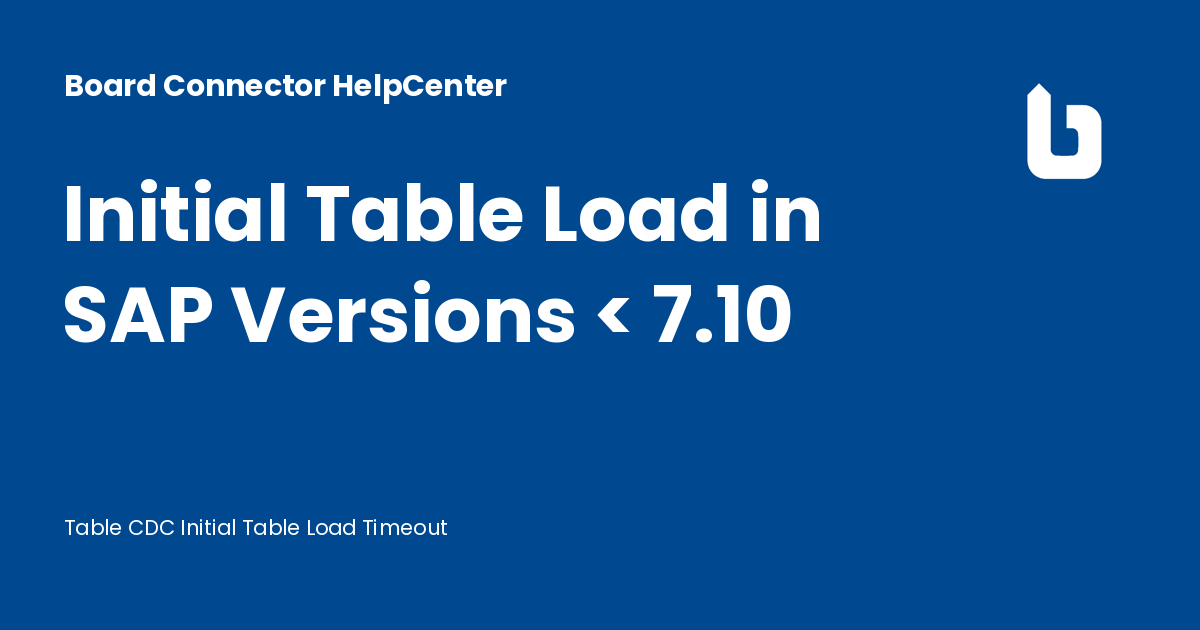 Board Connector HelpCenter
Initial Table Load in
SAP Versions < 7.10
Table CDC Initial Table Load Timeout